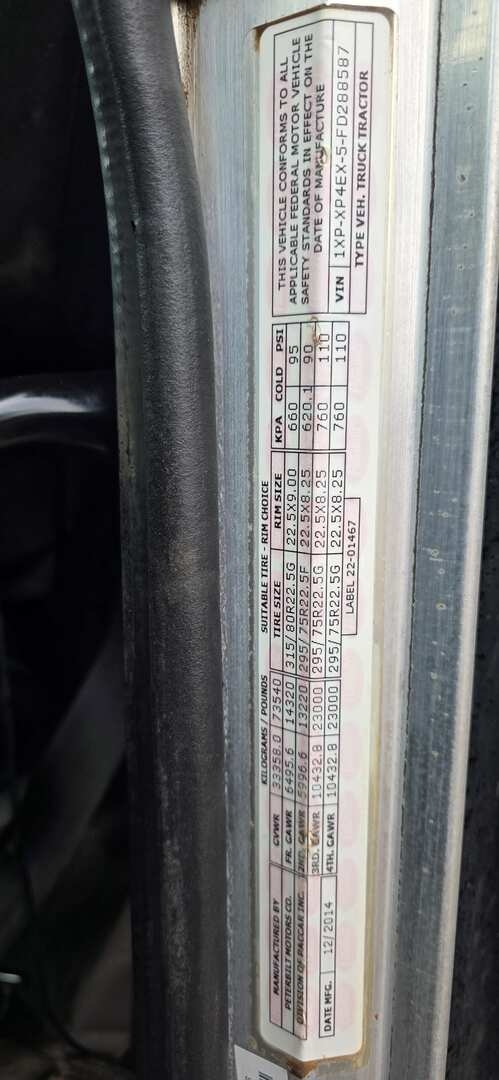 MANUFACTURED BY
PETERBILT MOTORS CO.
DIVISION OF PACCAR INC.
DATE MFG. 12/2014
KILOGRAMS / POUNDS
SUITABLE TIRE - RIM CHOICE
TIRE SIZE RIM SIZE KPA COLD PSI
GVWR 33358.0 73540
FR. GAWR 6495.6 14320 315/80R22.5G 22.5X9.00 660 95
2ND. GAWR 5996.6 13220 295/75R22.5F 22.5X8.25 620.1 90
3RD. GAWR 10432.8 23000 295/75R22.5G 22.5X8.25 760 110
4TH. GAWR 10432.8 23000 295/75R22.5G 22.5X8.25 760 110
LABEL 22-01467
THIS VEHICLE CONFORMS TO ALL
APPLICABLE FEDERAL MOTOR VEHICLE
SAFETY STANDARDS IN EFFECT ON THE
DATE OF MANUFACTURE
VIN 1XP-XP4EX-5-FD288587
TYPE VEH. TRUCK TRACTOR